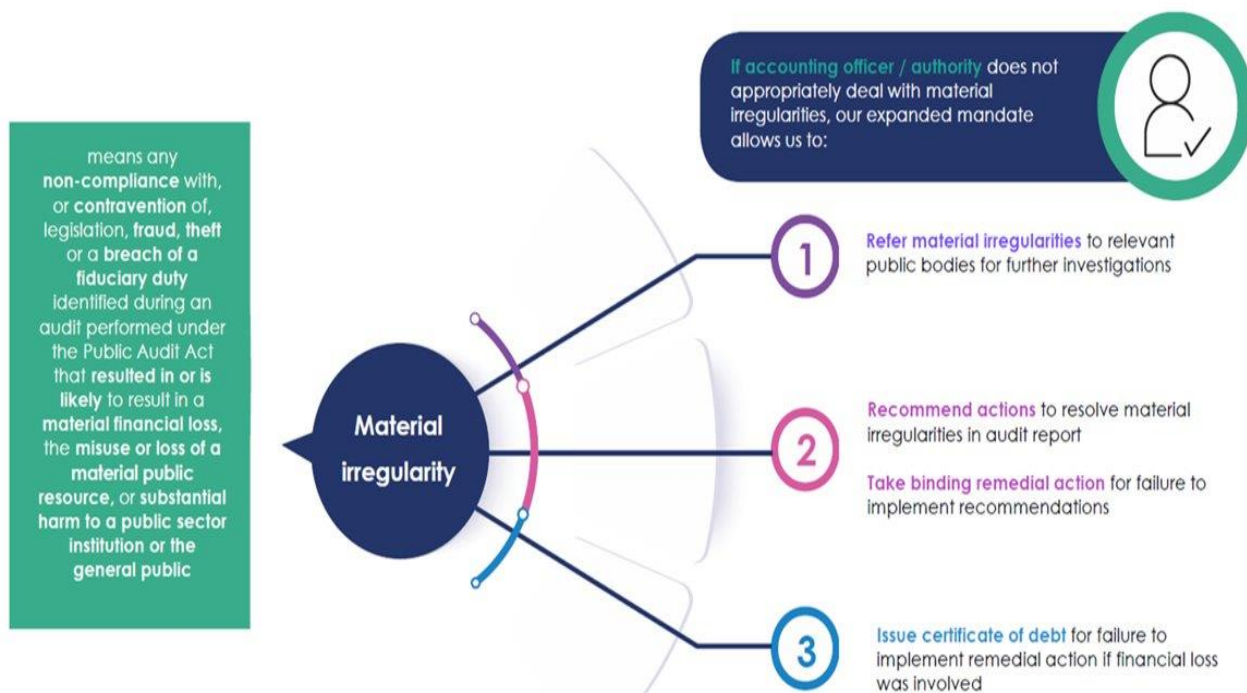 means any
non-compliance with,
or contravention of,
legislation, fraud, theft
or a breach of a
fiduciary duty
identified during an
audit performed under
the Public Audit Act
that resulted in or is
likely to result in a
material financial loss,
the misuse or loss of a
material public
resource, or substantial
harm to a public sector
institution or the
general public
Material
irregularity
If accounting officer / authority does not
appropriately deal with material
irregularities, our expanded mandate
allows us to:
1
Refer material irregularities to relevant
public bodies for further investigations
2
Recommend actions to resolve material
irregularities in audit report
Take binding remedial action for failure to
implement recommendations
3
Issue certificate of debt for failure to
implement remedial action if financial loss
was involved